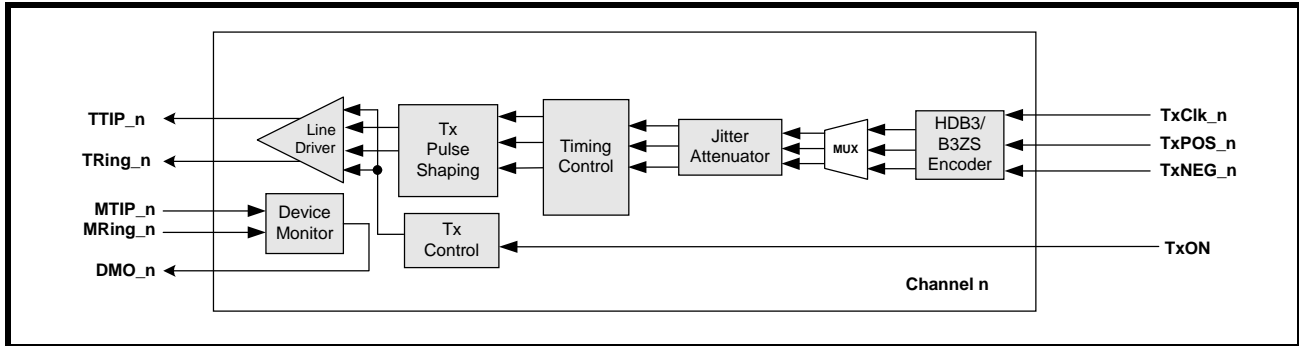 TTIP_n
TRing_n
MTIP_n
MRing_n
DMO_n
Line
Driver
Device
Monitor
Tx
Pulse
Shaping
Tx
Control
Timing
Control
Jitter
Attenuator
MUX
HDB3/
B3ZS
Encoder
TxClk_n
TxPOS_n
TxNEG_n
TxON
Channel n